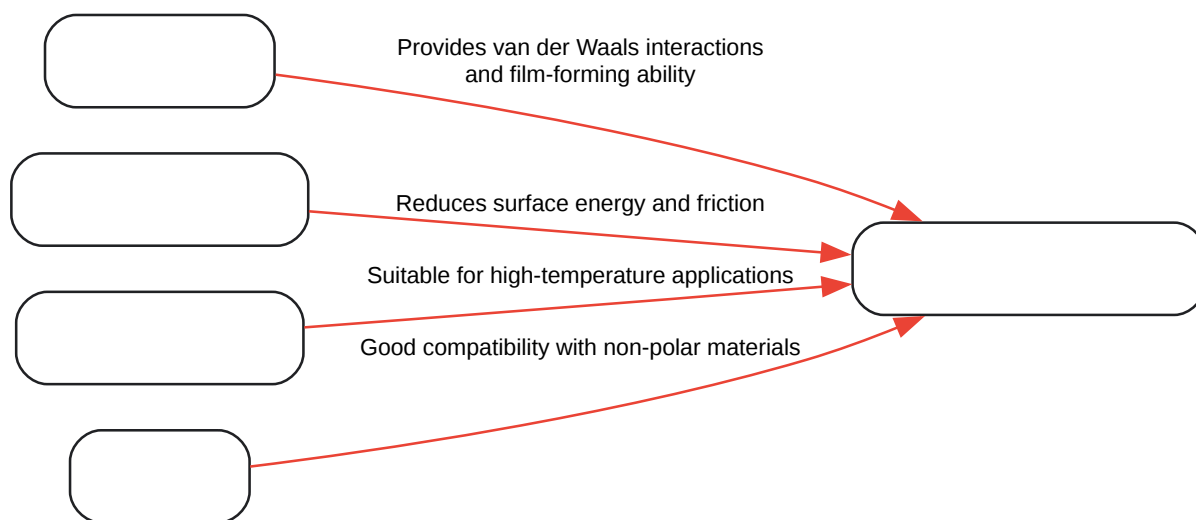 Provides van der Waals interactions
and film-forming ability
Reduces surface energy and friction
Suitable for high-temperature applications
Good compatibility with non-polar materials